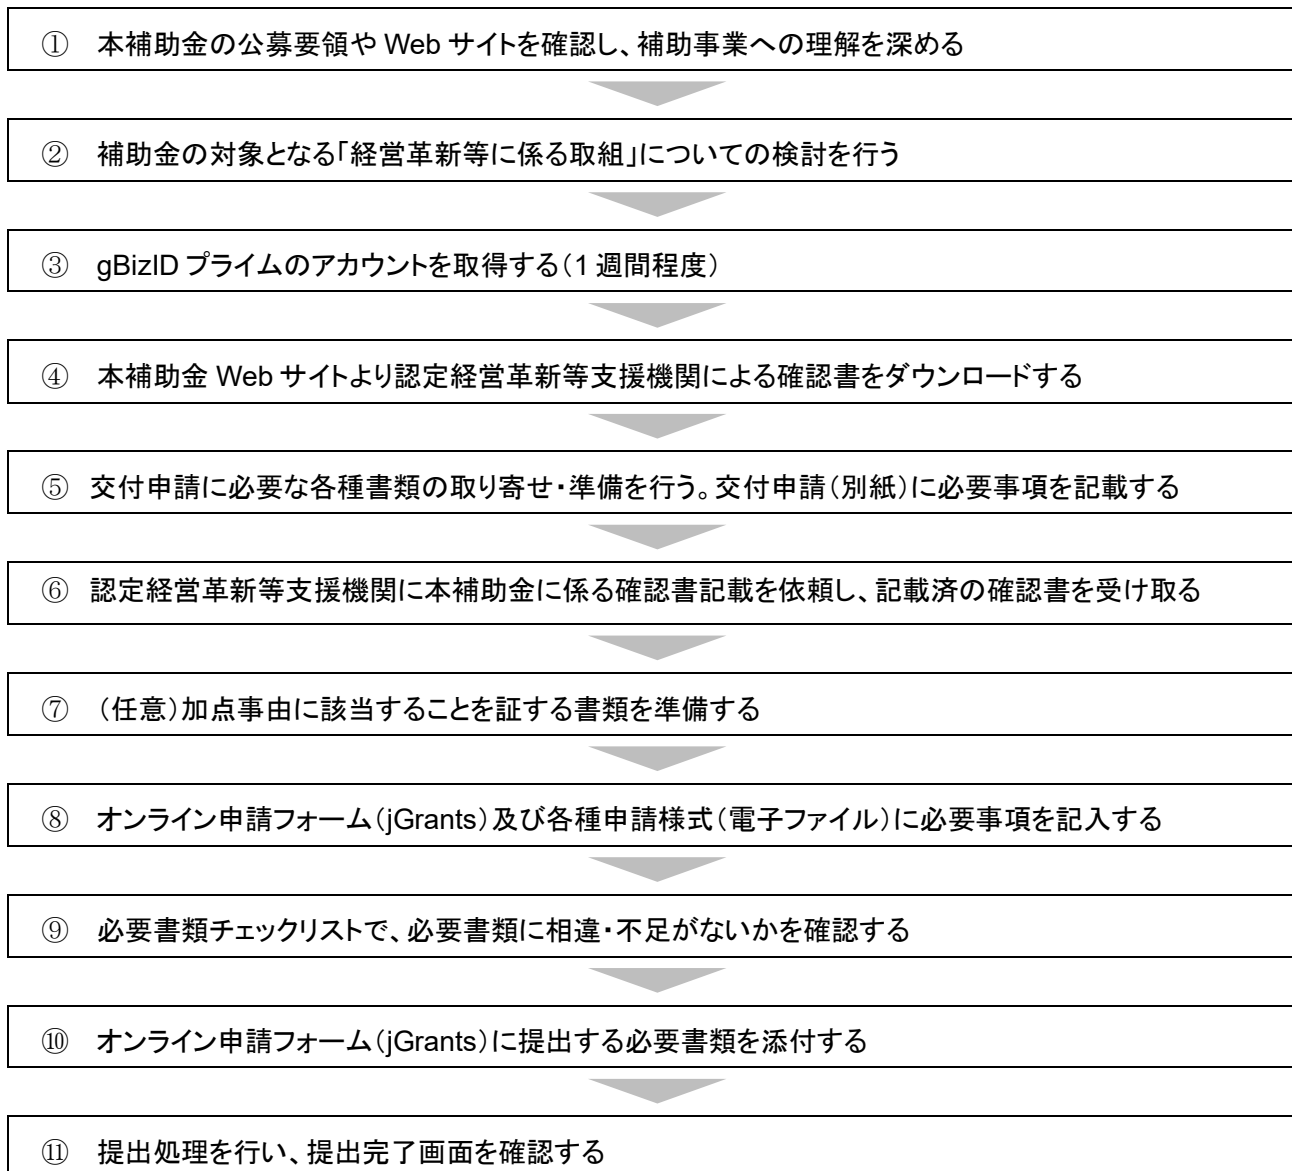 ① 本補助金の公募要領や Web サイトを確認し、補助事業への理解を深める
② 補助金の対象となる「経営革新等に係る取組」についての検討を行う
③ gBizID プライムのアカウントを取得する（1 週間程度）
④ 本補助金 Web サイトより認定経営革新等支援機関による確認書をダウンロードする
⑤ 交付申請に必要な各種書類の取り寄せ・準備を行う。交付申請（別紙）に必要事項を記載する
⑥ 認定経営革新等支援機関に本補助金に係る確認書記載を依頼し、記載済の確認書を受け取る
⑦ （任意）加点事由に該当することを証する書類を準備する
⑧ オンライン申請フォーム（jGrants）及び各種申請様式（電子ファイル）に必要事項を記入する
⑨ 必要書類チェックリストで、必要書類に相違・不足がないかを確認する
⑩ オンライン申請フォーム（jGrants）に提出する必要書類を添付する
⑪ 提出処理を行い、提出完了画面を確認する